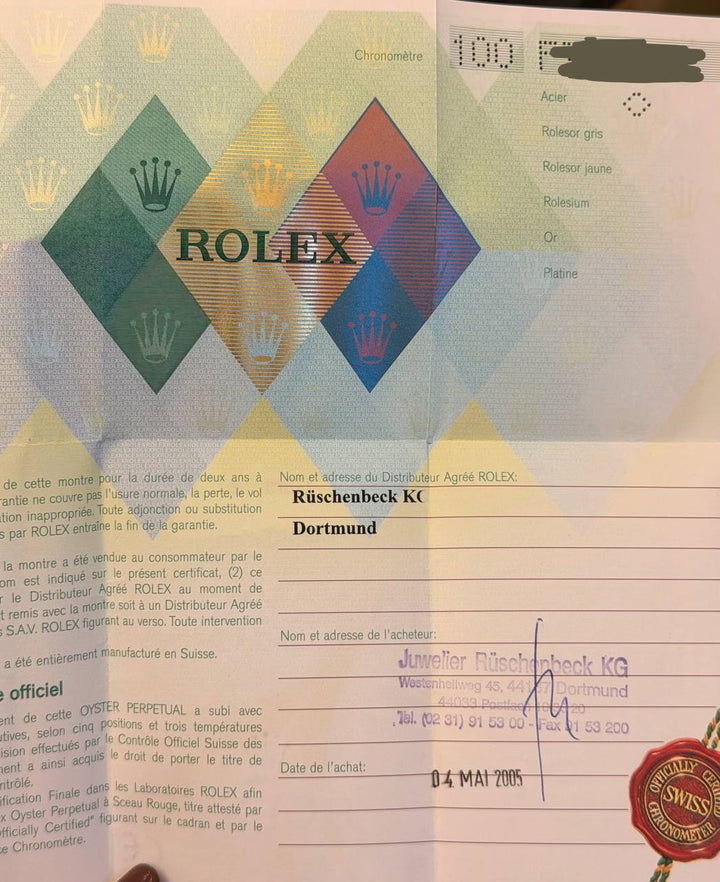 Chronomètre
100 F
Acier
Rolesor gris
Rolesor jaune
Rolesium
Or
Platine
ROLEX
de cette montre pour la durée de deux ans à
rantie ne couvre pas l'usure normale, la perte, le vol
tion inappropriée. Toute adjonction ou substitution
s par ROLEX entraîne la fin de la garantie.
la montre a été vendue au consommateur par le
om est indiqué sur le présent certificat, (2) ce
r le Distributeur Agréé ROLEX au moment de
t remis avec la montre soit à un Distributeur Agréé
s S.A.V. ROLEX figurant au verso. Toute intervention
a été entièrement manufacturé en Suisse.
e officiel
ent de cette OYSTER PERPETUAL a subi avec
utives, selon cinq positions et trois températures
ision effectués par le Contrôle Officiel Suisse des
ment a ainsi acquis le droit de porter le titre de
ntrôlé.
ification Finale dans les Laboratoires ROLEX afin
x Oyster Perpetual à Sceau Rouge, titre attesté par
fficially Certified" figurant sur le cadran et par le
e Chronomètre.
Nom et adresse du Distributeur Agréé ROLEX:
Rüschenbeck KG
Dortmund
Nom et adresse de l'acheteur:
Juwelier Rüschenbeck KG
Westenhellweg 45, 44137 Dortmund
44033 Postfach
Tel. (02 31) 91 53 00 - Fax 91 53 200
Date de l'achat:
04 MAI 2005
OFFICIALLY CERTIFIED
SWISS
CHRONOMETER